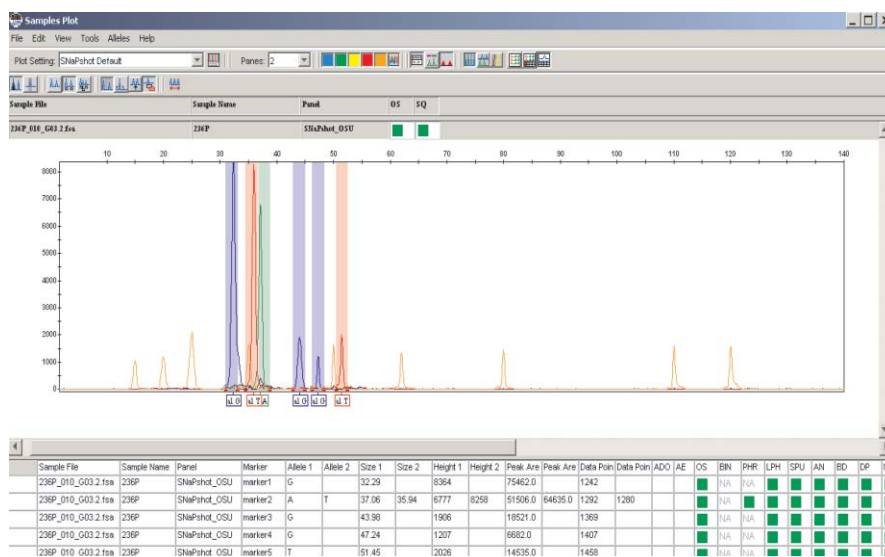 Samples Plot
File Edit View Tools Alleles Help
Plot Setting: SNaPshot Default Panes: 2
Sample File Sample Name Panel OS SQ
236P_010_G03.2.fsa 236P SNaPshot_OSU
10 20 30 40 50 60 70 80 90 100 110 120 130 140
8000
7000
6000
5000
4000
3000
2000
1000
0
al G al T A al G al G al T
Sample File Sample Name Panel Marker Allele 1 Allele 2 Size 1 Size 2 Height 1 Height 2 Peak Are Peak Are Data Poin Data Poin ADO AE OS BIN PHR LPH SPU AN BD DP
236P_010_G03.2.fsa 236P SNaPshot_OSU marker1 G 32.29 8364 75462.0 1242 NA NA
236P_010_G03.2.fsa 236P SNaPshot_OSU marker2 A T 37.06 35.94 6777 8258 51506.0 64635.0 1292 1280 NA
236P_010_G03.2.fsa 236P SNaPshot_OSU marker3 G 43.98 1906 18521.0 1369 NA NA
236P_010_G03.2.fsa 236P SNaPshot_OSU marker4 G 47.24 1207 6682.0 1407 NA NA
236P_010_G03.2.fsa 236P SNaPshot_OSU marker5 T 51.45 2026 14535.0 1458 NA NA